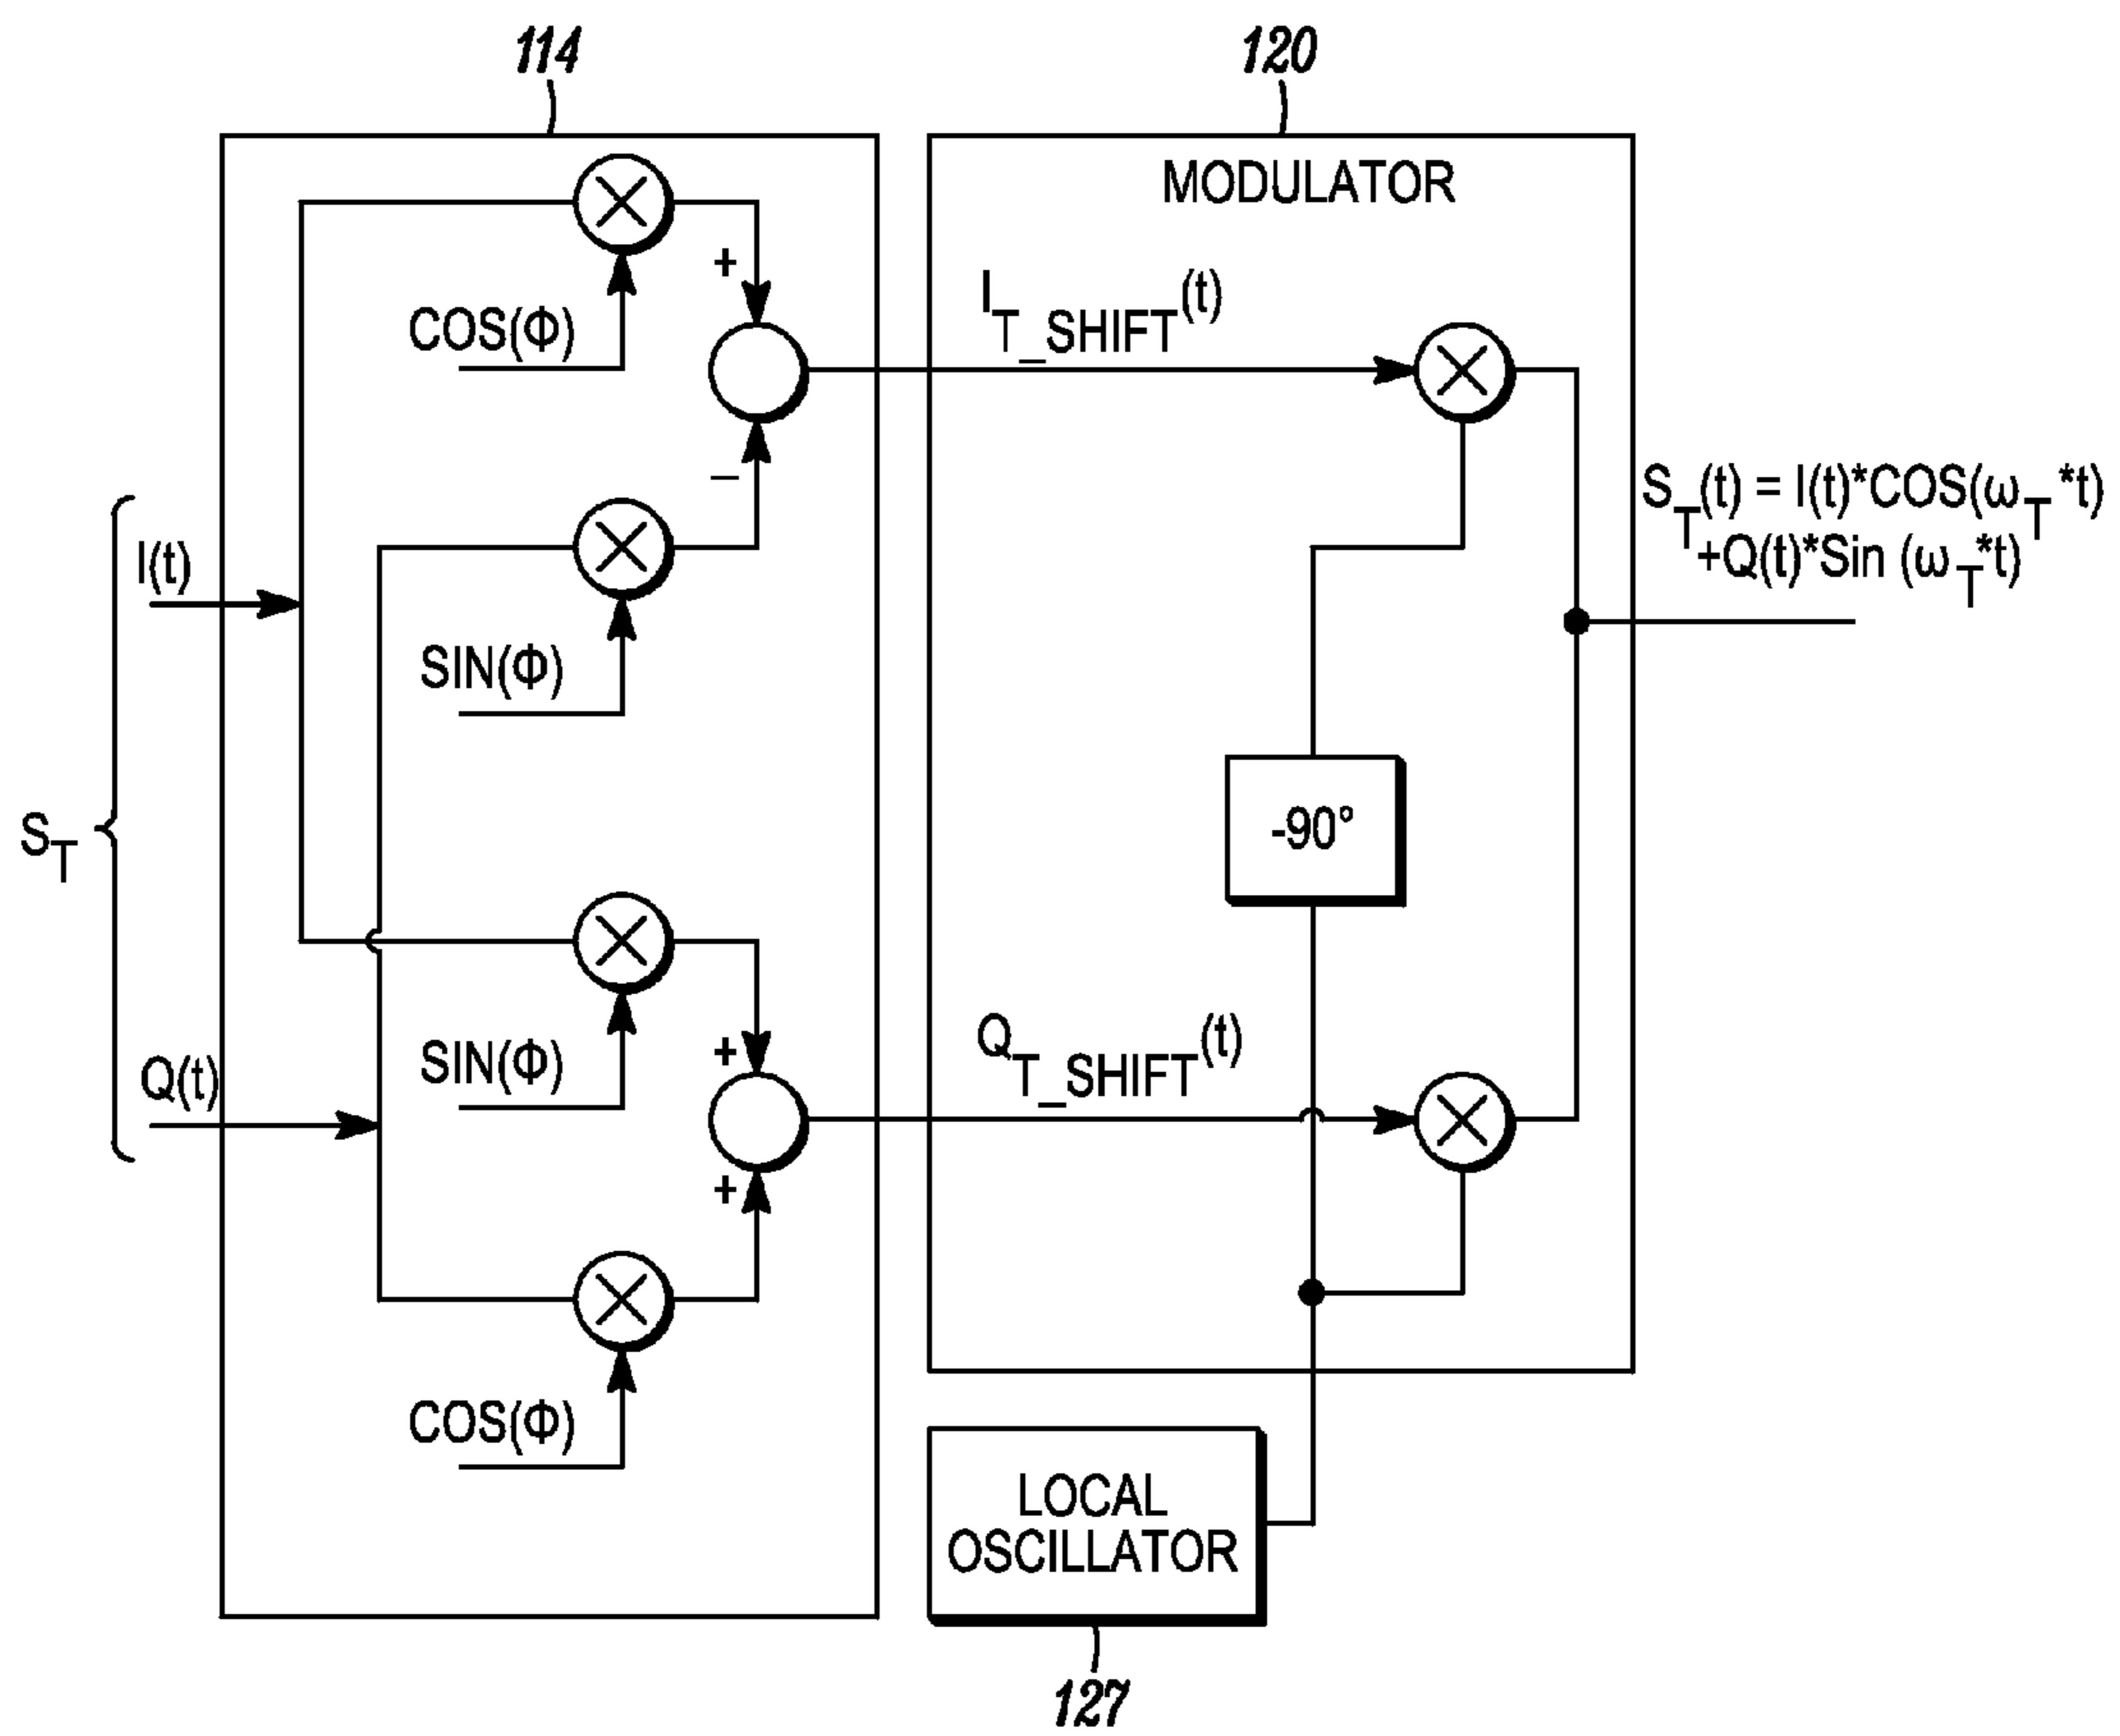 114
120
MODULATOR
+
COS(Φ)
I_T_SHIFT(t)
−
S_T(t) = I(t)*COS(ω_T*t)
+Q(t)*Sin (ω_T*t)
I(t)
SIN(Φ)
S_T
-90°
SIN(Φ)
+
Q_T_SHIFT(t)
Q(t)
+
COS(Φ)
LOCAL
OSCILLATOR
127